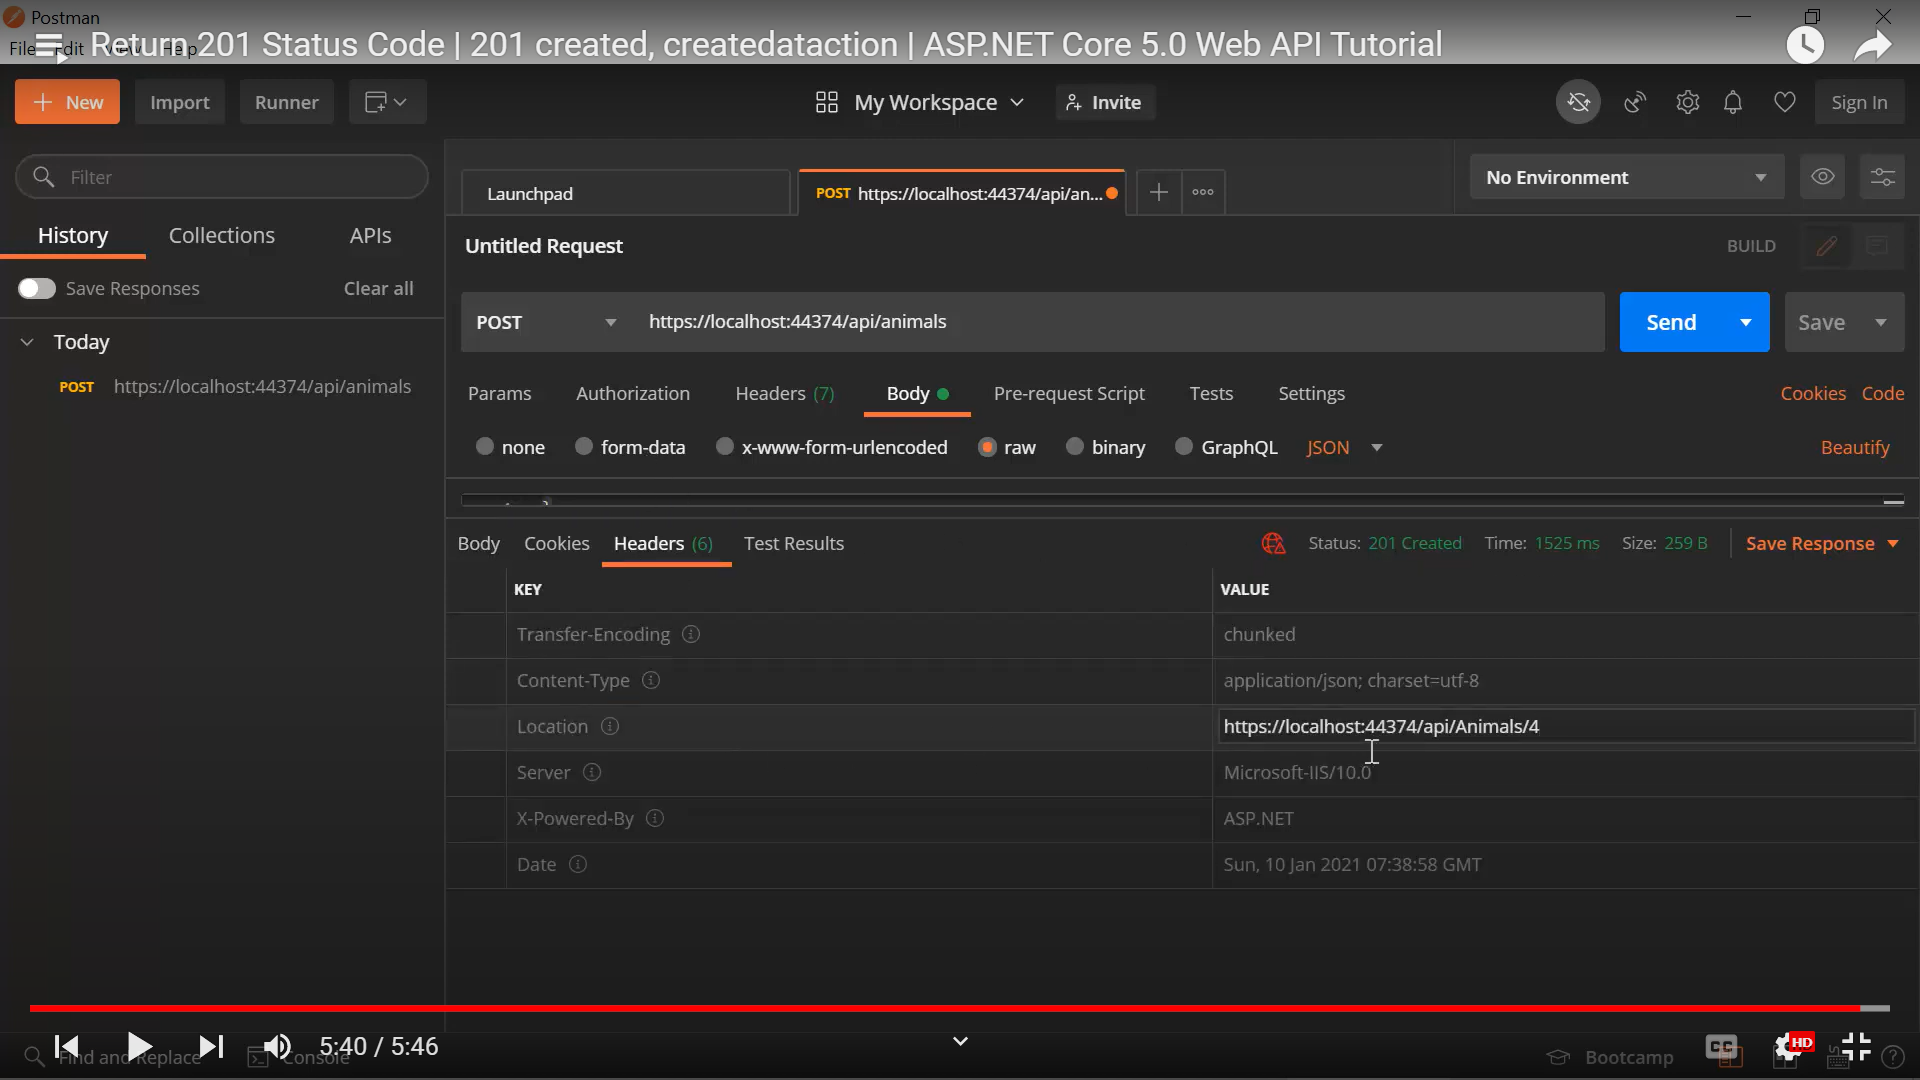 Postman
File Edit View Help
Return 201 Status Code | 201 created, createdataction | ASP.NET Core 5.0 Web API Tutorial
New
Import
Runner
My Workspace
Invite
Sign In
Filter
Launchpad
POST https://localhost:44374/api/an...
No Environment
History
Collections
APIs
Untitled Request
BUILD
Save Responses
Clear all
Today
POST https://localhost:44374/api/animals
POST
https://localhost:44374/api/animals
Send
Save
Params
Authorization
Headers (7)
Body
Pre-request Script
Tests
Settings
Cookies
Code
none
form-data
x-www-form-urlencoded
raw
binary
GraphQL
JSON
Beautify
Body
Cookies
Headers (6)
Test Results
Status: 201 Created
Time: 1525 ms
Size: 259 B
Save Response
KEY
VALUE
Transfer-Encoding
chunked
Content-Type
application/json; charset=utf-8
Location
https://localhost:44374/api/Animals/4
Server
Microsoft-IIS/10.0
X-Powered-By
ASP.NET
Date
Sun, 10 Jan 2021 07:38:58 GMT
5:40 / 5:46
Find and Replace
Console
Bootcamp
CC
HD